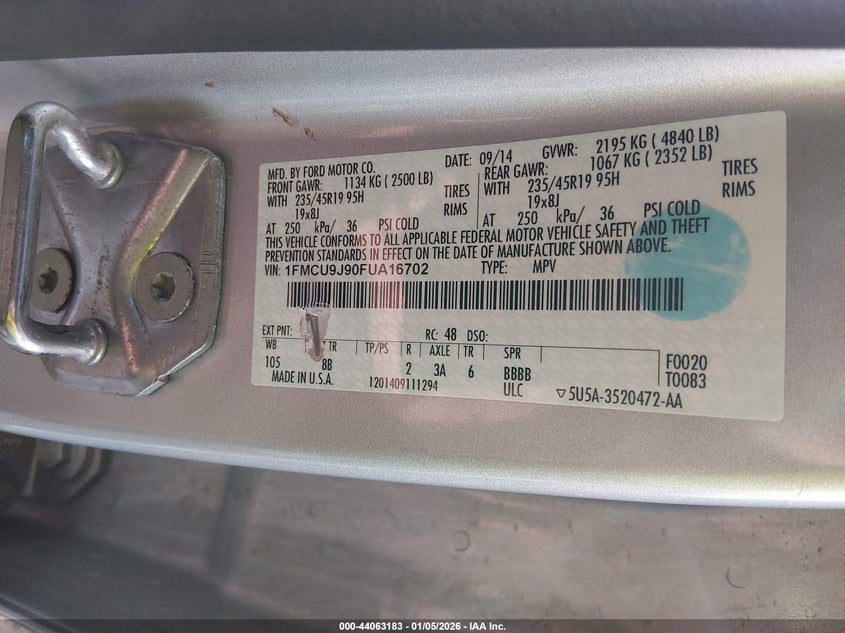 MFD. BY FORD MOTOR CO.
DATE: 09/14 GVWR: 2195 KG ( 4840 LB)
FRONT GAWR: 1134 KG ( 2500 LB) REAR GAWR: 1067 KG ( 2352 LB)
WITH 235/45R19 95H TIRES WITH 235/45R19 95H TIRES
19x8J RIMS 19x8J RIMS
AT 250 kPa/ 36 PSI COLD AT 250 kPa/ 36 PSI COLD
THIS VEHICLE CONFORMS TO ALL APPLICABLE FEDERAL MOTOR VEHICLE SAFETY AND THEFT
PREVENTION STANDARDS IN EFFECT ON THE DATE OF MANUFACTURE SHOWN ABOVE.
VIN: 1FMCU9J90FUA16702 TYPE: MPV
EXT PNT: RC: 48 DSO:
WB TR TP/PS R AXLE TR SPR F0020
105 8B 2 3A 6 BBBB T0083
MADE IN U.S.A. 1201409111294 ULC ▽5U5A-3520472-AA
000-44063183 - 01/05/2026 - IAA Inc.